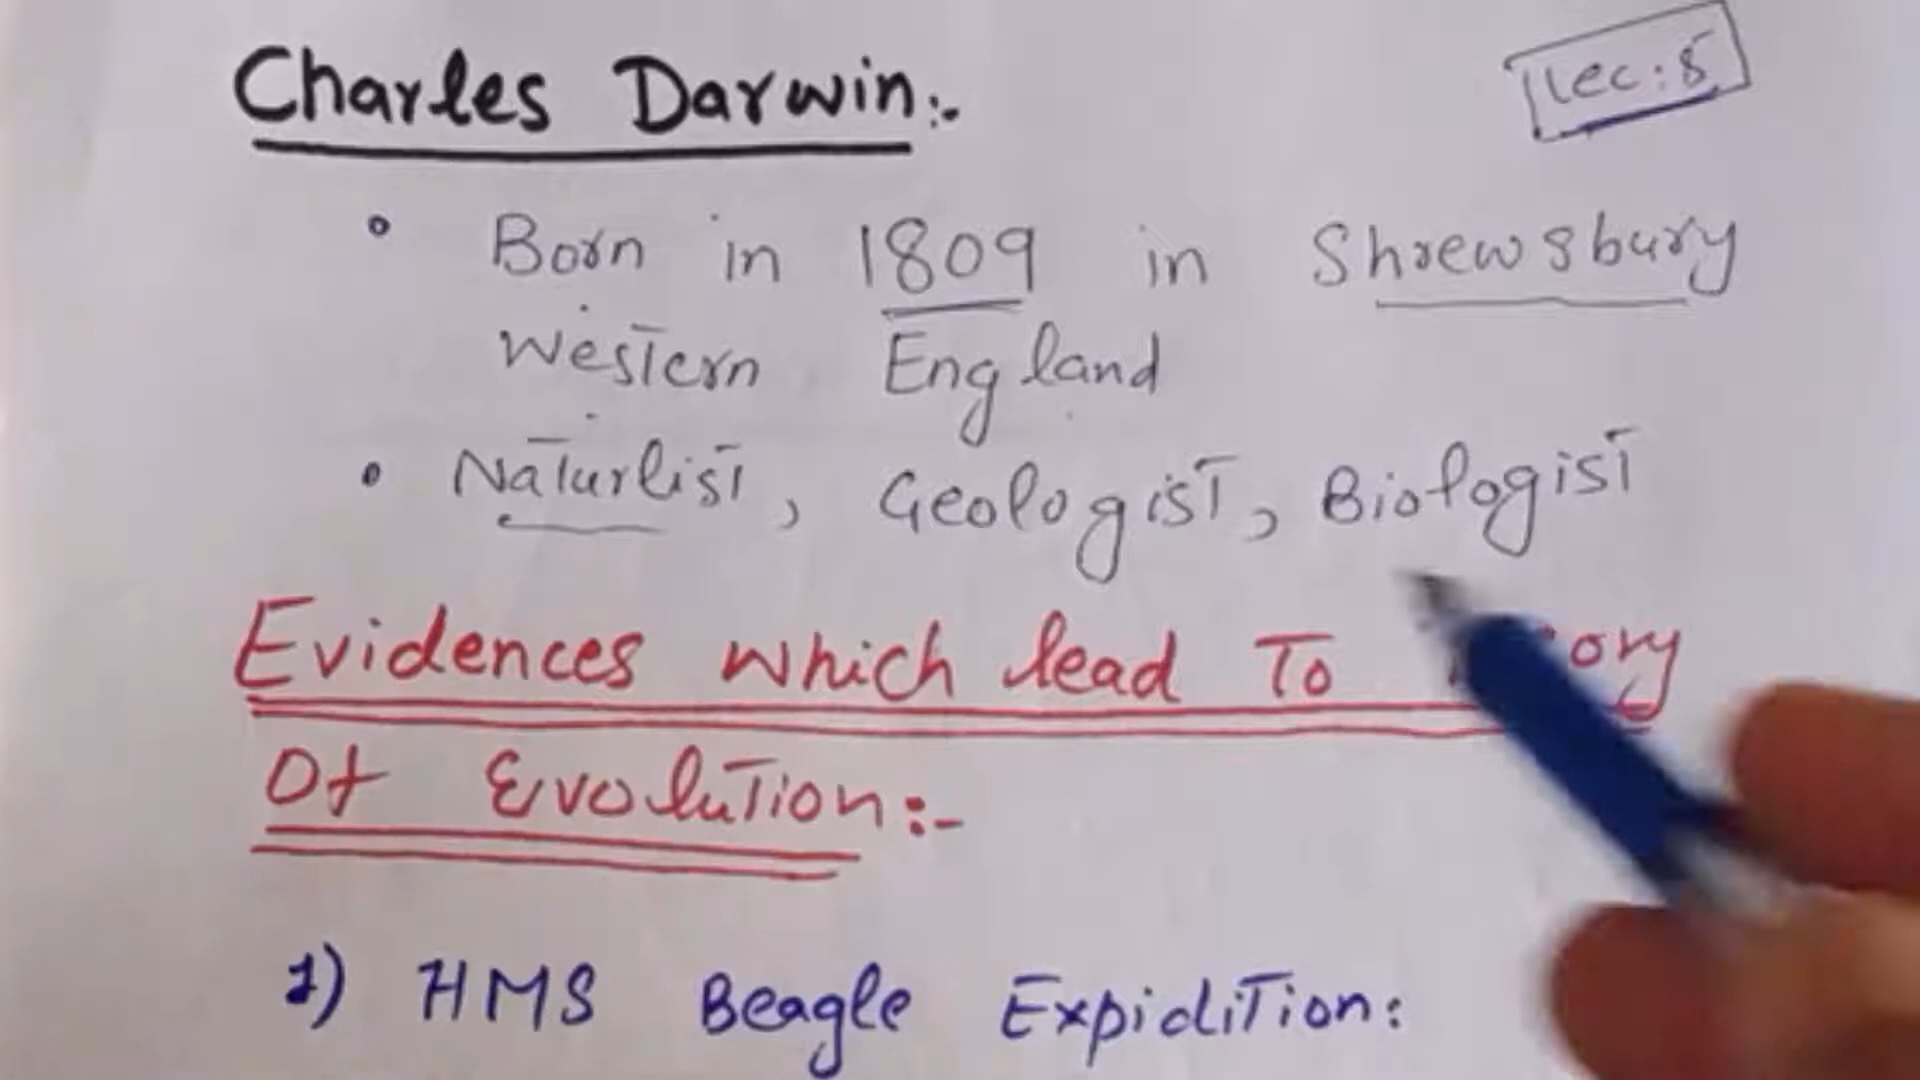 Charles Darwin:-
Lec: 5
Born in 1809 in Shrewsbury
Western England
Naturlist, Geologist, Biologist
Evidences which lead To
Of Evolution:-
1) HMS Beagle Expidition: